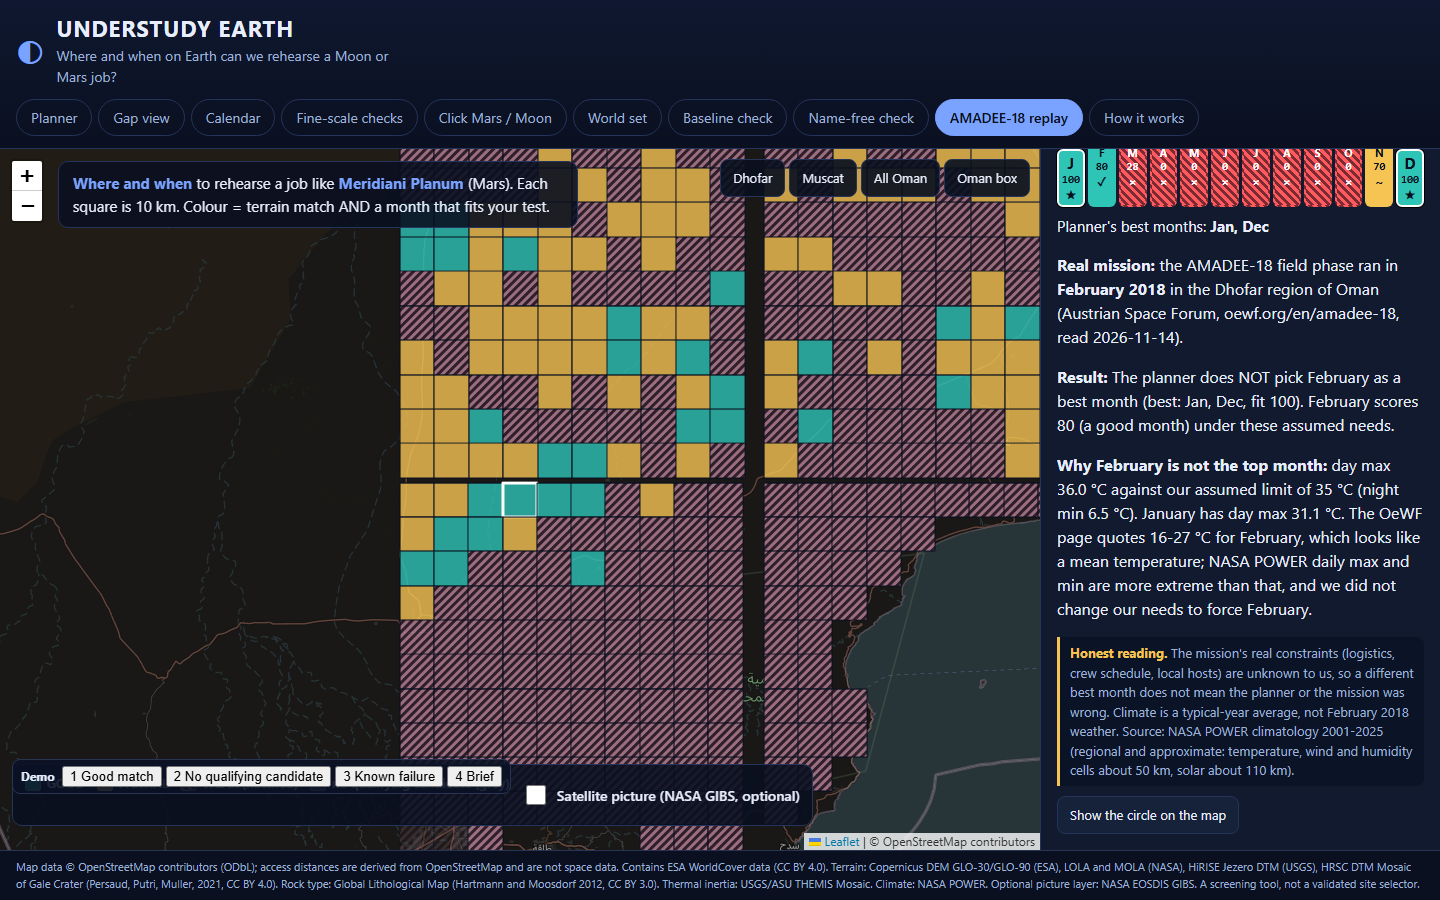 UNDERSTUDY EARTH
Where and when on Earth can we rehearse a Moon or
Mars job?
Planner
Gap view
Calendar
Fine-scale checks
Click Mars / Moon
World set
Baseline check
Name-free check
AMADEE-18 replay
How it works
+
−
Where and when to rehearse a job like Meridiani Planum (Mars). Each
square is 10 km. Colour = terrain match AND a month that fits your test.
Dhofar
Muscat
All Oman
Oman box
J F M A M J J A S O N D
100 80 28 0 0 0 0 0 0 0 70 100
★ ✓ × × × × × × × × ~ ★
Planner's best months: Jan, Dec
Real mission: the AMADEE-18 field phase ran in
February 2018 in the Dhofar region of Oman
(Austrian Space Forum, oewf.org/en/amadee-18,
read 2026-11-14).
Result: The planner does NOT pick February as a
best month (best: Jan, Dec, fit 100). February scores
80 (a good month) under these assumed needs.
Why February is not the top month: day max
36.0 °C against our assumed limit of 35 °C (night
min 6.5 °C). January has day max 31.1 °C. The OeWF
page quotes 16-27 °C for February, which looks like
a mean temperature; NASA POWER daily max and
min are more extreme than that, and we did not
change our needs to force February.
Honest reading. The mission's real constraints (logistics,
crew schedule, local hosts) are unknown to us, so a different
best month does not mean the planner or the mission was
wrong. Climate is a typical-year average, not February 2018
weather. Source: NASA POWER climatology 2001-2025
(regional and approximate: temperature, wind and humidity
cells about 50 km, solar about 110 km).
Show the circle on the map
Demo
1 Good match
2 No qualifying candidate
3 Known failure
4 Brief
Satellite picture (NASA GIBS, optional)
Leaflet | © OpenStreetMap contributors
Map data © OpenStreetMap contributors (ODbL); access distances are derived from OpenStreetMap and are not space data. Contains ESA WorldCover data (CC BY 4.0). Terrain: Copernicus DEM GLO-30/GLO-90 (ESA), LOLA and MOLA (NASA), HiRISE Jezero DTM (USGS), HRSC DTM Mosaic
of Gale Crater (Persaud, Putri, Muller, 2021, CC BY 4.0). Rock type: Global Lithological Map (Hartmann and Moosdorf 2012, CC BY 3.0). Thermal inertia: USGS/ASU THEMIS Mosaic. Climate: NASA POWER. Optional picture layer: NASA EOSDIS GIBS. A screening tool, not a validated site selector.